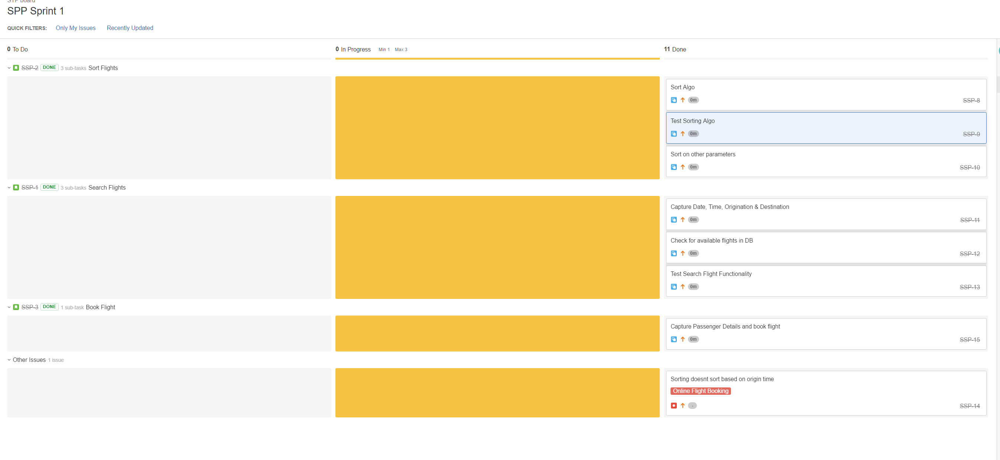 SPP Sprint 1
QUICK FILTERS: Only My Issues Recently Updated
0 To Do 0 In Progress Min 1 Max 3 11 Done
SSP-2 DONE 3 sub-tasks Sort Flights
Sort Algo
0m SSP-8
Test Sorting Algo
0m SSP-9
Sort on other parameters
0m SSP-10
SSP-1 DONE 3 sub-tasks Search Flights
Capture Date, Time, Origination & Destination
0m SSP-11
Check for available flights in DB
0m SSP-12
Test Search Flight Functionality
0m SSP-13
SSP-3 DONE 1 sub-task Book Flight
Capture Passenger Details and book flight
0m SSP-15
Other Issues 1 issue
Sorting doesnt sort based on origin time
Online Flight Booking
- SSP-14